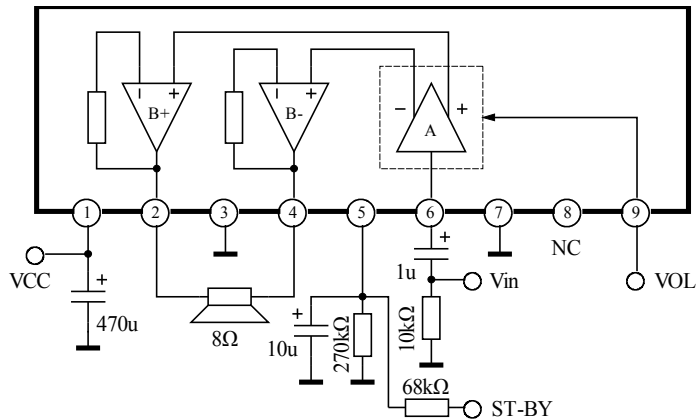 B+
B-
A
− + − + − +
1 2 3 4 5 6 7 8 9
VCC
+
470u
8Ω
+
10u
270kΩ
+
1u
Vin
10kΩ
NC
VOL
68kΩ
ST-BY